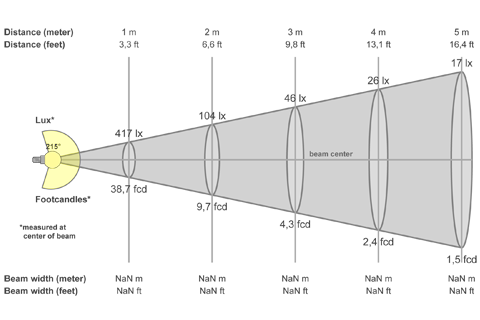 Distance (meter) 1 m 2 m 3 m 4 m 5 m
Distance (feet) 3,3 ft 6,6 ft 9,8 ft 13,1 ft 16,4 ft
17 lx
26 lx
46 lx
104 lx
Lux*
417 lx
215°
beam center
38,7 fcd
Footcandles*
9,7 fcd
4,3 fcd
*measured at
center of beam
2,4 fcd
1,5 fcd
Beam width (meter) NaN m NaN m NaN m NaN m NaN m
Beam width (feet) NaN ft NaN ft NaN ft NaN ft NaN ft